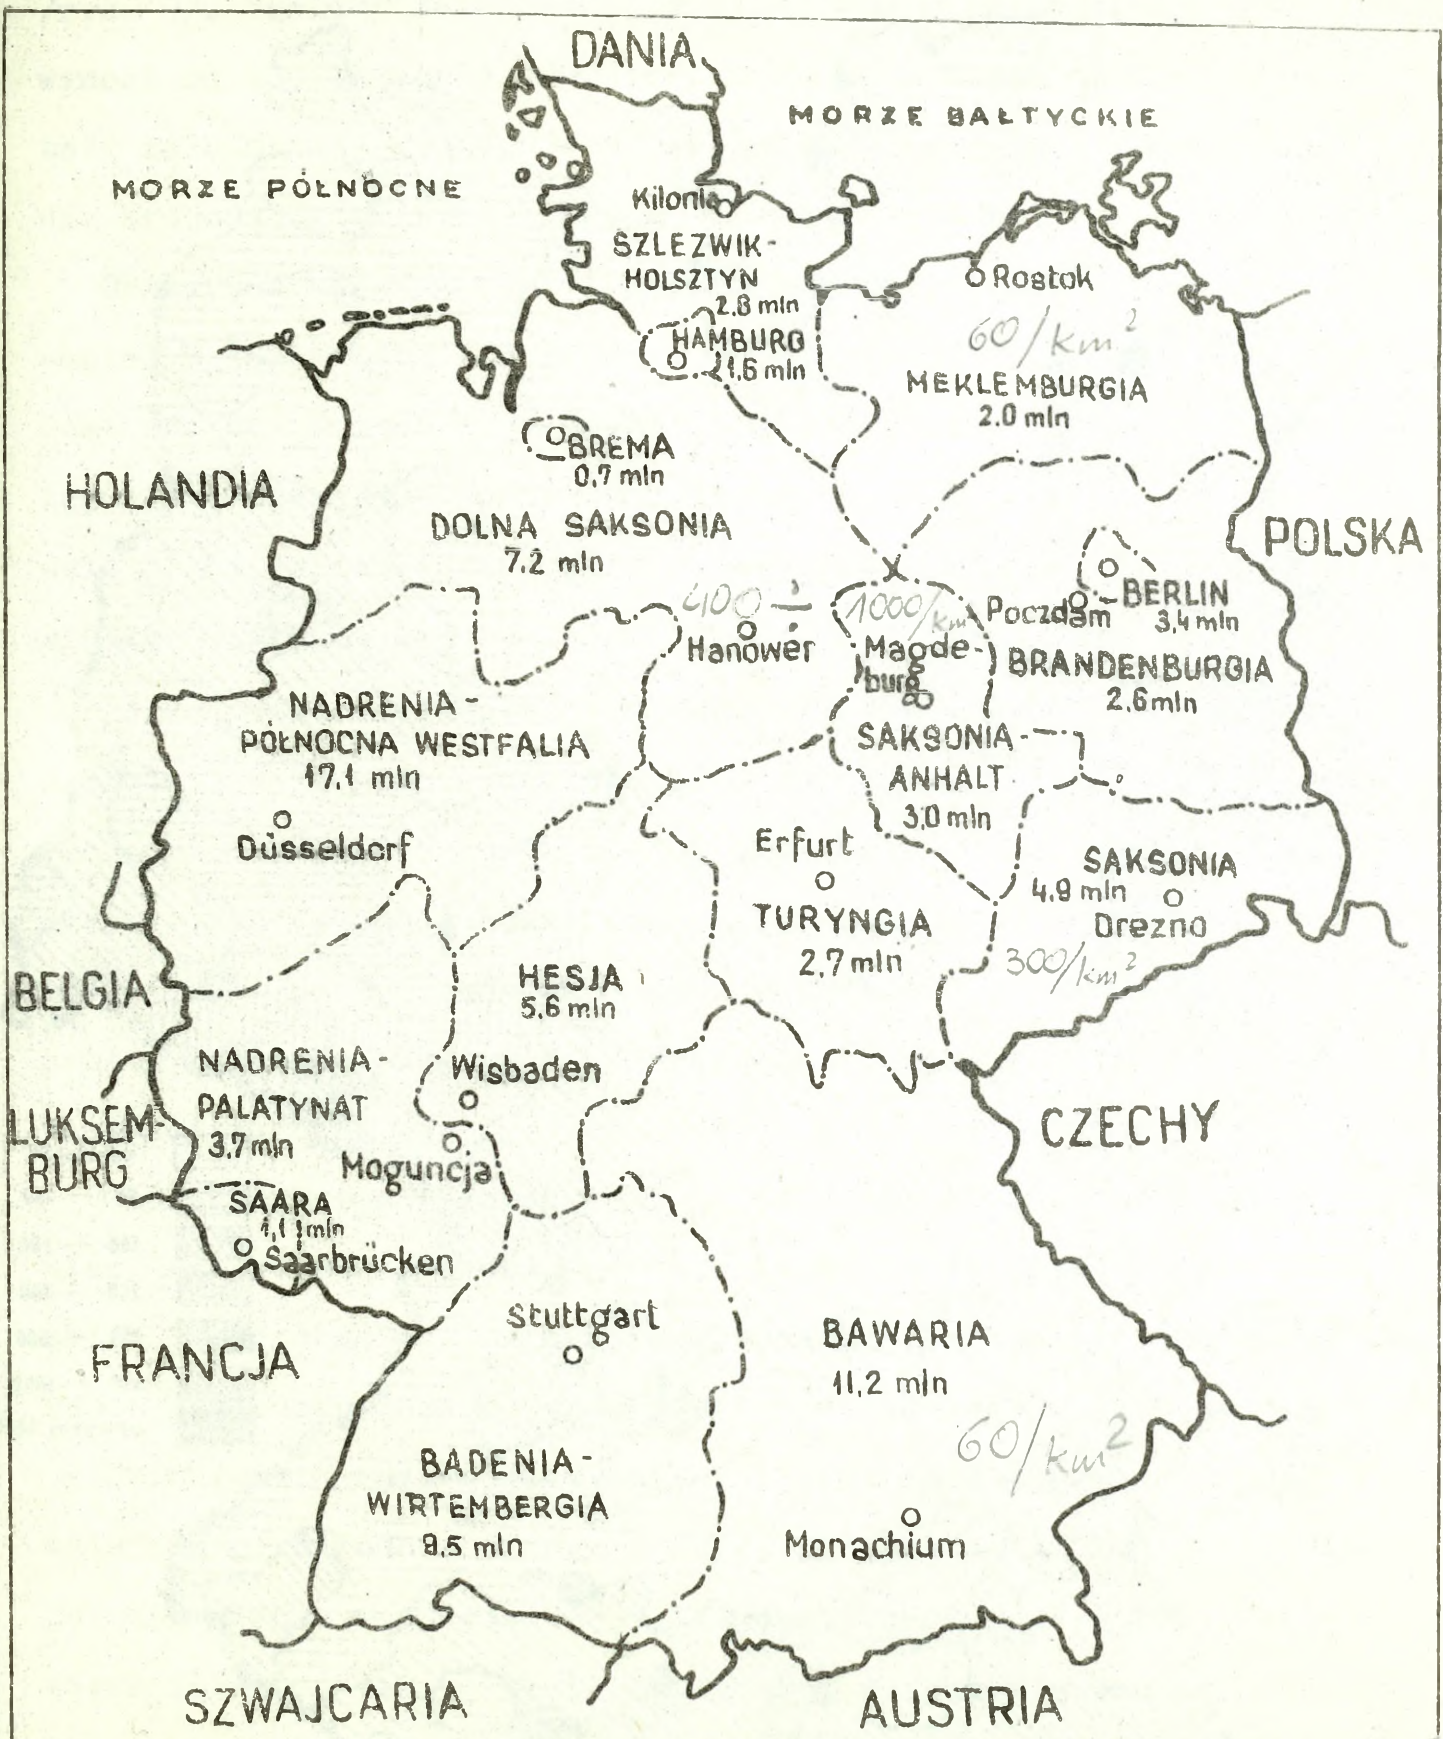 DANIA
MORZE BAŁTYCKIE
MORZE PÓŁNOCNE
Kilonia
SZLEZWIK-
HOLSZTYN
2.8 mln
Rostok
60/km²
HAMBURG
1,6 mln
MEKLEMBURGIA
2.0 mln
BREMA
0,7 mln
HOLANDIA
DOLNA SAKSONIA
7.2 mln
POLSKA
BERLIN
3,4 mln
Poczdam
400 ÷ 1000/km
Hanower
Magde-
burg
BRANDENBURGIA
2,6 mln
NADRENIA-
PÓŁNOCNA WESTFALIA
17,1 mln
SAKSONIA-
ANHALT
3,0 mln
Düsseldorf
Erfurt
SAKSONIA
4,9 mln
Drezno
TURYNGIA
2,7 mln
300/km²
BELGIA
HESJA
5,6 mln
NADRENIA-
PALATYNAT
3,7 mln
Wisbaden
LUKSEM-
BURG
CZECHY
Moguncja
SAARA
1,1 mln
Saarbrücken
Stuttgart
FRANCJA
BAWARIA
11,2 mln
60/km²
BADENIA-
WIRTEMBERGIA
9,5 mln
Monachium
SZWAJCARIA
AUSTRIA